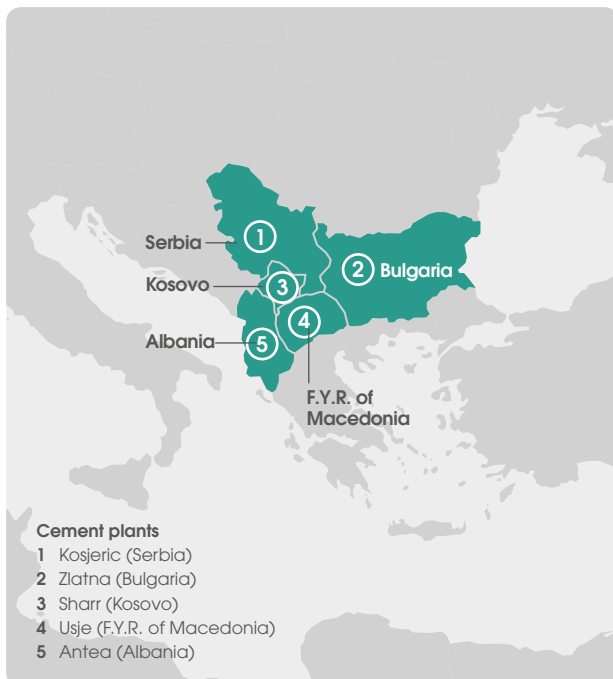 Serbia
1
2
Bulgaria
Kosovo
3
Albania
5
4
F.Y.R. of
Macedonia
Cement plants
1 Kosjeric (Serbia)
2 Zlatna (Bulgaria)
3 Sharr (Kosovo)
4 Usje (F.Y.R. of Macedonia)
5 Antea (Albania)